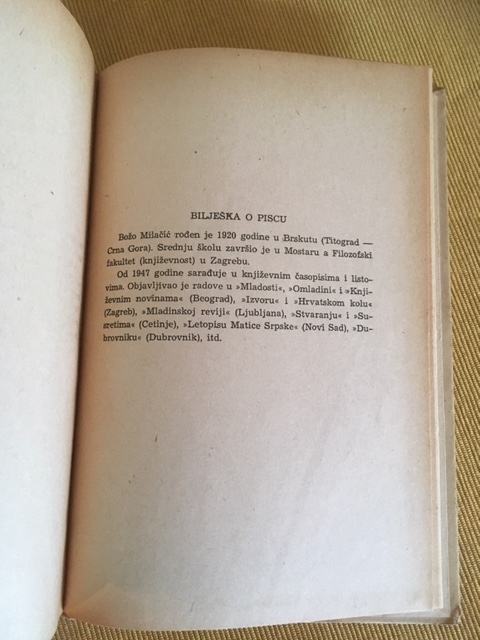 BILJEŠKA O PISCU
Božo Milačić rođen je 1920 godine u Brskutu (Titograd —
Crna Gora). Srednju školu završio je u Mostaru a Filozofski
fakultet (književnost) u Zagrebu.
Od 1947 godine sarađuje u književnim časopisima i listo-
vima. Objavljivao je radove u »Mladosti«, »Omladini« i »Knji-
ževnim novinama« (Beograd), »Izvoru« i »Hrvatskom kolu«
(Zagreb), »Mladinskoj reviji« (Ljubljana), »Stvaranju« i »Su-
sretima« (Cetinje), »Letopisu Matice Srpske« (Novi Sad), »Du-
brovniku« (Dubrovnik), itd.